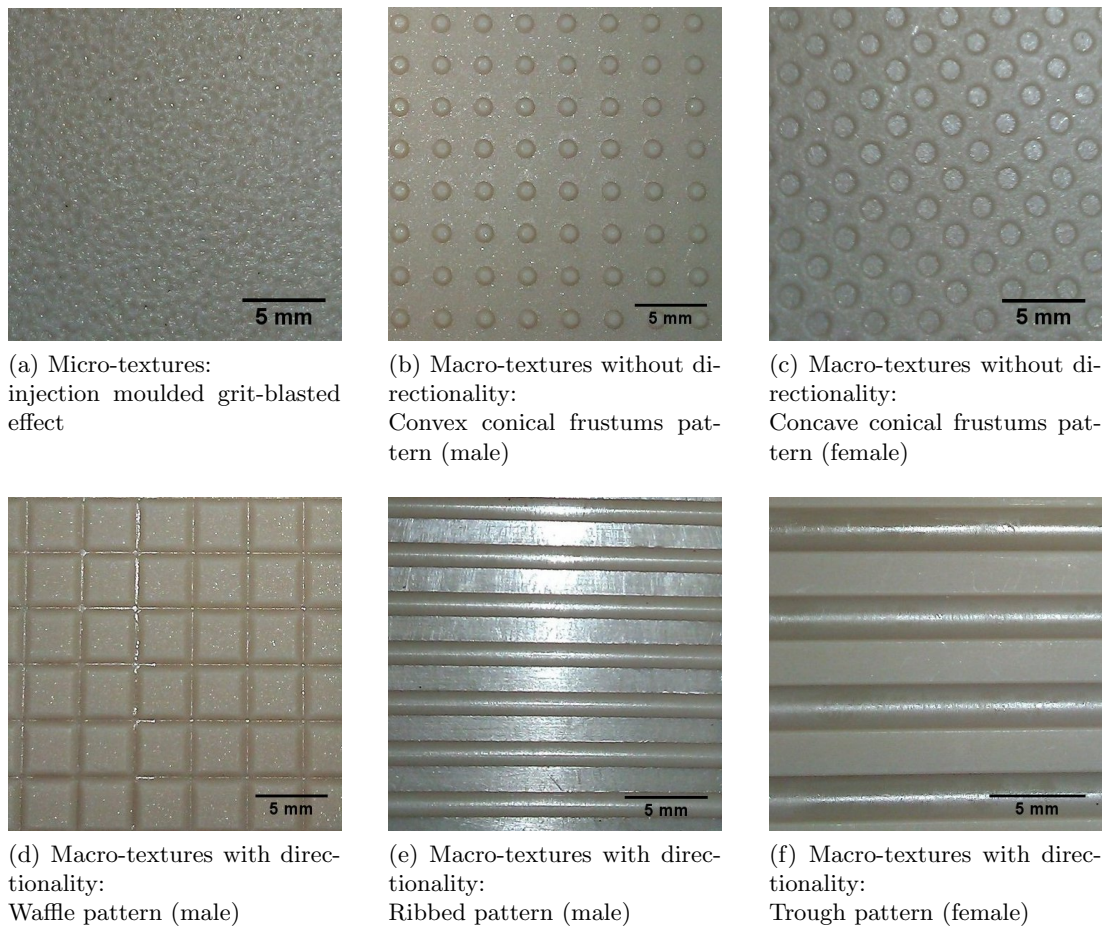 5 mm
5 mm
5 mm
(a) Micro-textures:
injection moulded grit-blasted
effect
(b) Macro-textures without di-
rectionality:
Convex conical frustums pat-
tern (male)
(c) Macro-textures without di-
rectionality:
Concave conical frustums pat-
tern (female)
5 mm
5 mm
5 mm
(d) Macro-textures with direc-
tionality:
Waffle pattern (male)
(e) Macro-textures with direc-
tionality:
Ribbed pattern (male)
(f) Macro-textures with direc-
tionality:
Trough pattern (female)